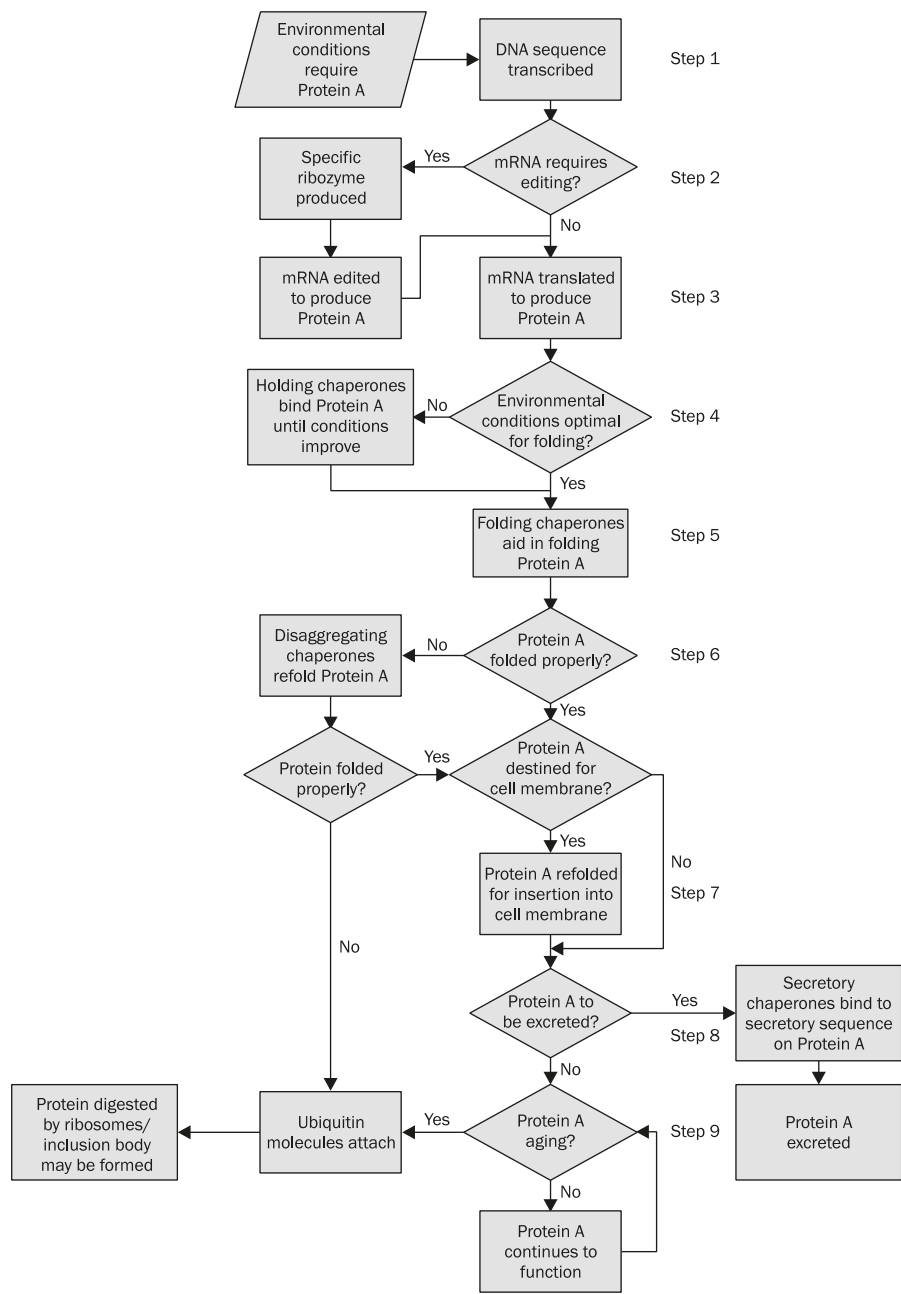 Environmental
conditions
require
Protein A
DNA sequence
transcribed
Step 1
Specific
ribozyme
produced
Yes
mRNA requires
editing?
Step 2
No
mRNA edited
to produce
Protein A
mRNA translated
to produce
Protein A
Step 3
Holding chaperones
bind Protein A
until conditions
improve
No
Environmental
conditions optimal
for folding?
Step 4
Yes
Folding chaperones
aid in folding
Protein A
Step 5
Disaggregating
chaperones
refold Protein A
No
Protein A
folded properly?
Step 6
Yes
Protein folded
properly?
Yes
Protein A
destined for
cell membrane?
Yes
No
Protein A refolded
for insertion into
cell membrane
Step 7
No
Protein A to
be excreted?
Yes
Step 8
Secretory
chaperones bind to
secretory sequence
on Protein A
No
Protein digested
by ribosomes/
inclusion body
may be formed
Ubiquitin
molecules attach
Yes
Protein A
aging?
Step 9
Protein A
excreted
No
Protein A
continues to
function